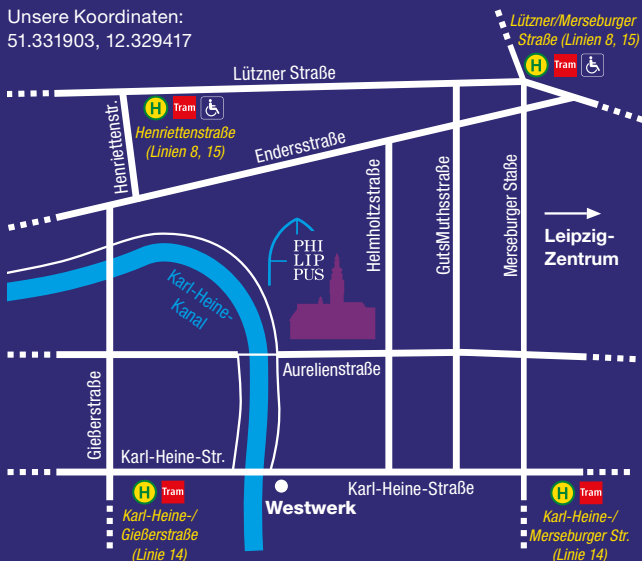 Unsere Koordinaten:
51.331903, 12.329417
Lützner/Merseburger
Straße (Linien 8, 15)
H Tram
Lützner Straße
H Tram
Henriettenstraße
(Linien 8, 15)
Henriettenstr.
Endersstraße
Helmholtzstraße
GutsMuthsstraße
Merseburger Staße
Leipzig-
Zentrum
PHI
LIP
PUS
Karl-Heine-
Kanal
Aurelienstraße
Gießerstraße
Karl-Heine-Str.
Karl-Heine-Straße
Westwerk
H Tram
Karl-Heine-/
Gießerstraße
(Linie 14)
H Tram
Karl-Heine-/
Merseburger Str.
(Linie 14)